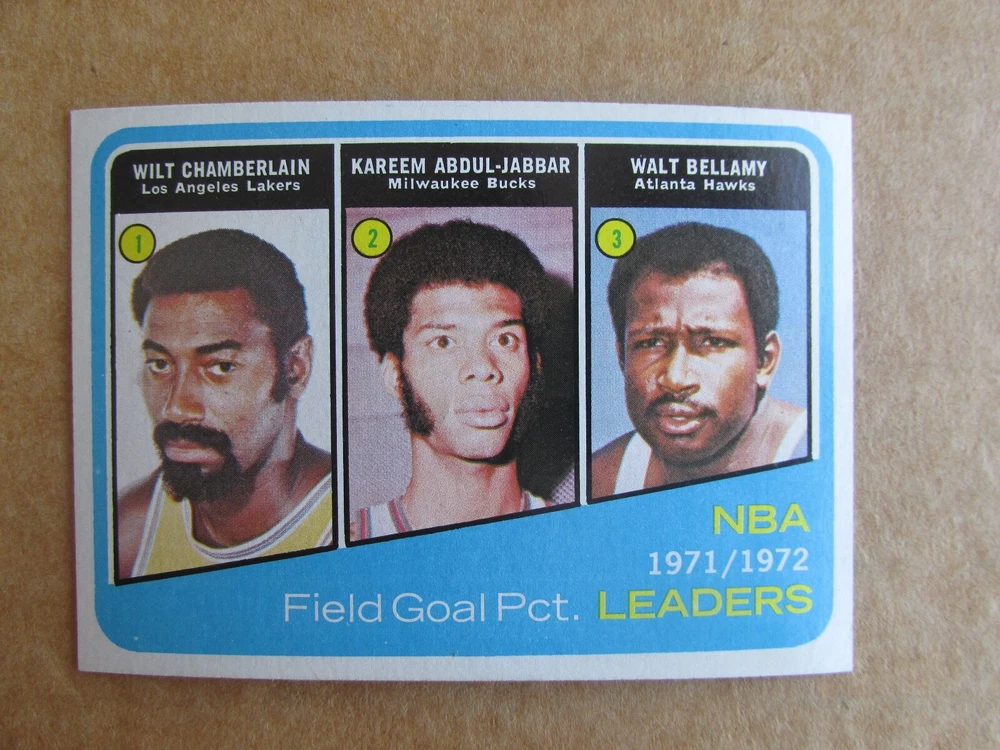 WILT CHAMBERLAIN
Los Angeles Lakers
1
KAREEM ABDUL-JABBAR
Milwaukee Bucks
2
WALT BELLAMY
Atlanta Hawks
3
NBA
1971/1972
Field Goal Pct. LEADERS